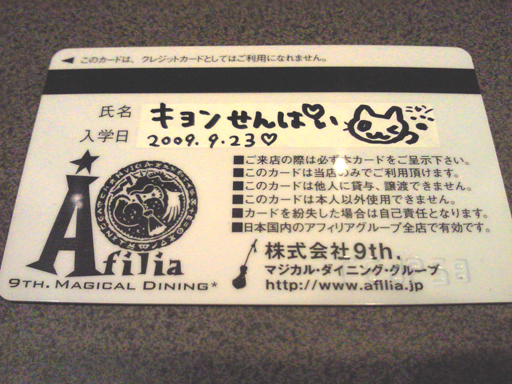 ◀ このカードは、クレジットカードとしてはご利用になれません。
氏名 キョンせんぱい
入学日 2009.9.23♡
■ご来店の際は必ず本カードをご呈示下さい。
■このカードは当店のみでご利用頂けます。
■このカードは他人に貸与、譲渡できません。
■このカードは本人以外使用できません。
■カードを紛失した場合は自己責任となります。
■日本国内のアフィリアグループ全店で有効です。
Afilia
9TH. MAGICAL DINING*
株式会社9th.
マジカル・ダイニング・グループ
http://www.afilia.jp